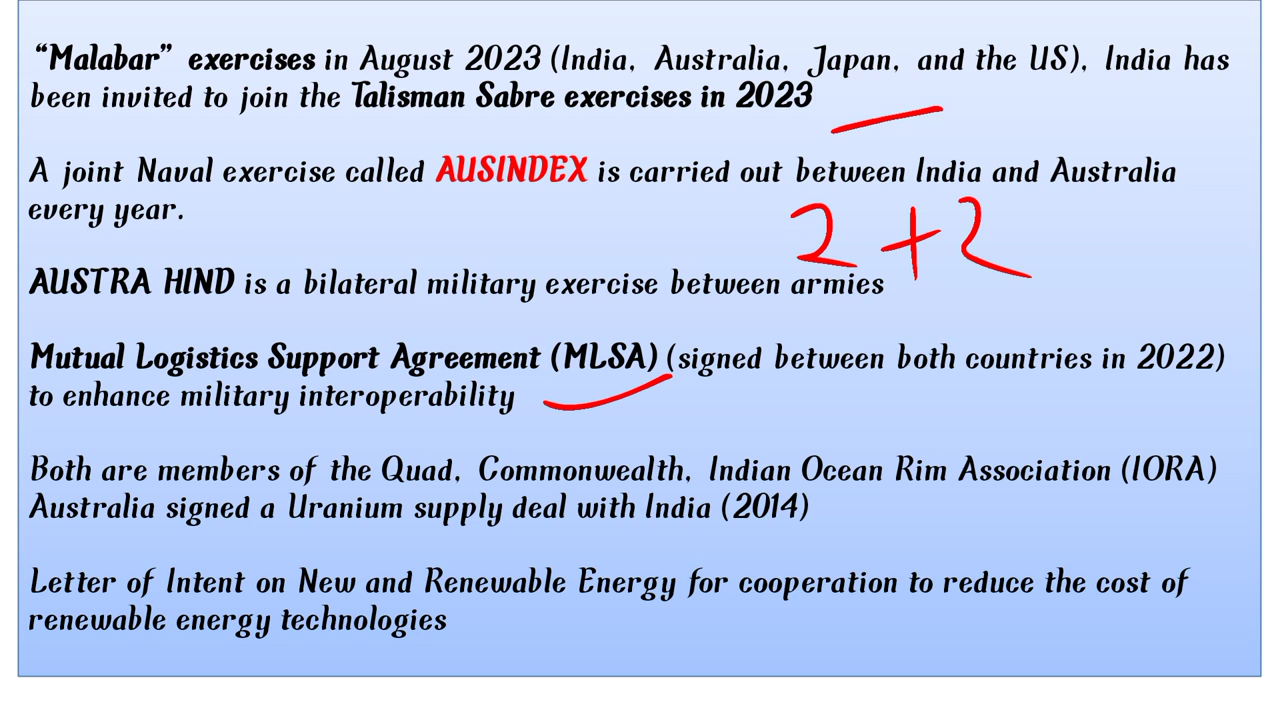 “Malabar” exercises in August 2023 (India, Australia, Japan, and the US), India has
been invited to join the Talisman Sabre exercises in 2023
A joint Naval exercise called AUSINDEX is carried out between India and Australia
every year.
2 + 2
AUSTRA HIND is a bilateral military exercise between armies
Mutual Logistics Support Agreement (MLSA) (signed between both countries in 2022)
to enhance military interoperability
Both are members of the Quad, Commonwealth, Indian Ocean Rim Association (IORA)
Australia signed a Uranium supply deal with India (2014)
Letter of Intent on New and Renewable Energy for cooperation to reduce the cost of
renewable energy technologies